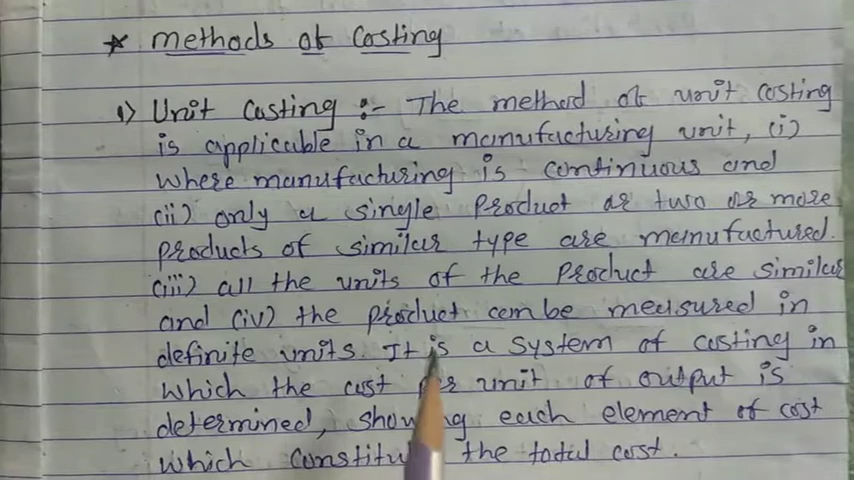 * methods of Costing
1) Unit Casting :- The method of unit costing
is applicable in a manufacturing unit, (i)
where manufacturing is continuous and
(ii) only a single Product or two or more
products of similar type are manufactured.
(iii) all the units of the Product are similar
and (iv) the product can be measured in
definite units. It is a system of costing in
which the cost unit of output is
determined, showing each element of cost
which the total cost.